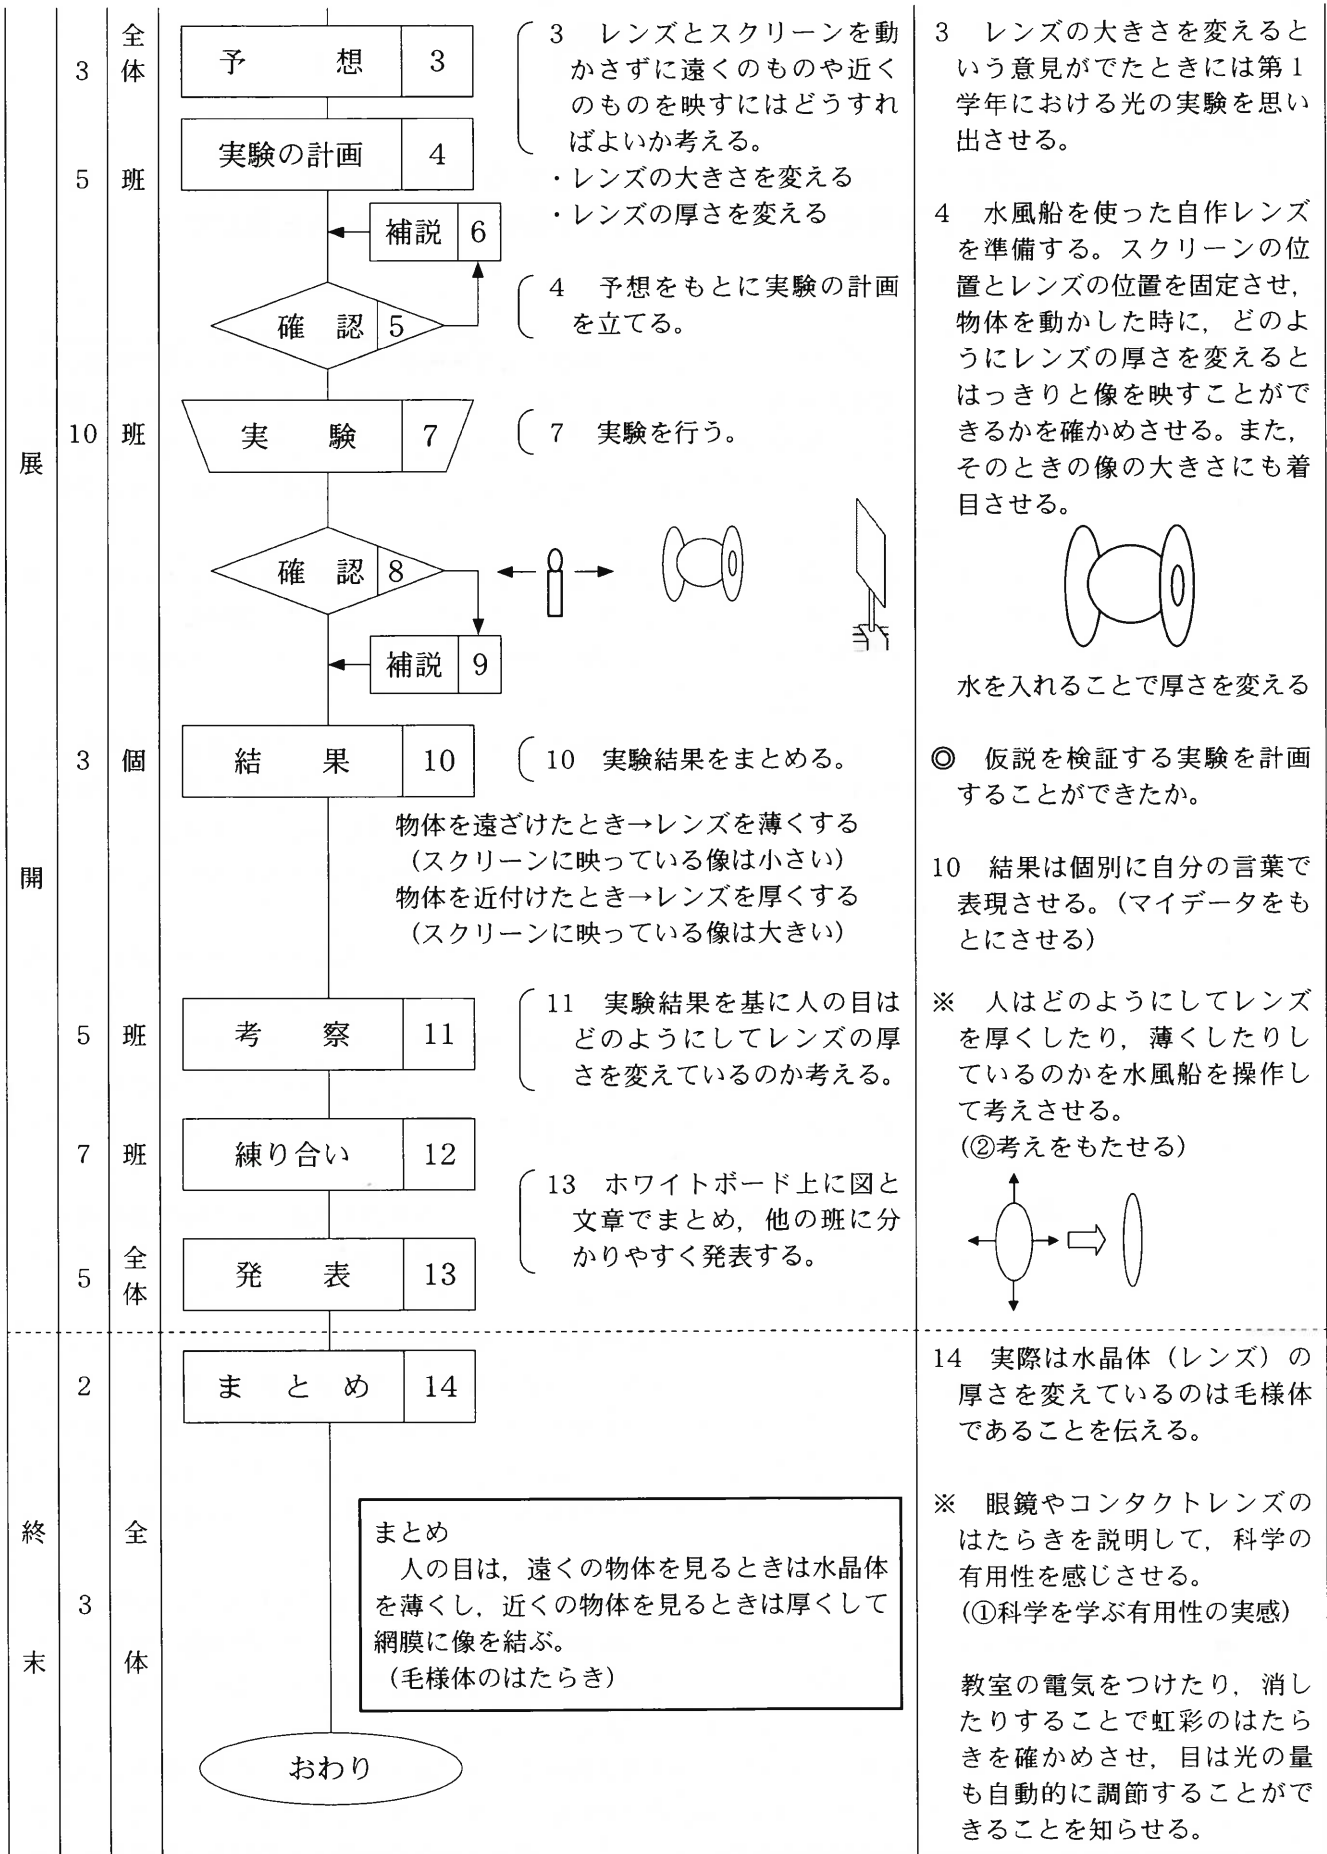 展
開
終
末
3
全
体
予　想　3
5
班
実験の計画　4
補説　6
確　認　5
10
班
実　験　7
確　認　8
補説　9
3
個
結　果　10
5
班
考　察　11
7
班
練り合い　12
5
全
体
発　表　13
2
ま　と　め　14
3
全
体
おわり
3　レンズとスクリーンを動
かさずに遠くのものや近く
のものを映すにはどうすれ
ばよいか考える。
・レンズの大きさを変える
・レンズの厚さを変える
4　予想をもとに実験の計画
を立てる。
7　実験を行う。
10　実験結果をまとめる。
物体を遠ざけたとき→レンズを薄くする
（スクリーンに映っている像は小さい）
物体を近付けたとき→レンズを厚くする
（スクリーンに映っている像は大きい）
11　実験結果を基に人の目は
どのようにしてレンズの厚
さを変えているのか考える。
13　ホワイトボード上に図と
文章でまとめ，他の班に分
かりやすく発表する。
まとめ
人の目は，遠くの物体を見るときは水晶体
を薄くし，近くの物体を見るときは厚くして
網膜に像を結ぶ。
（毛様体のはたらき）
3　レンズの大きさを変えると
いう意見がでたときには第1
学年における光の実験を思い
出させる。
4　水風船を使った自作レンズ
を準備する。スクリーンの位
置とレンズの位置を固定させ，
物体を動かした時に，どのよ
うにレンズの厚さを変えると
はっきりと像を映すことがで
きるかを確かめさせる。また，
そのときの像の大きさにも着
目させる。
水を入れることで厚さを変える
◎　仮説を検証する実験を計画
することができたか。
10　結果は個別に自分の言葉で
表現させる。（マイデータをも
とにさせる）
※　人はどのようにしてレンズ
を厚くしたり，薄くしたりし
ているのかを水風船を操作し
て考えさせる。
（②考えをもたせる）
14　実際は水晶体（レンズ）の
厚さを変えているのは毛様体
であることを伝える。
※　眼鏡やコンタクトレンズの
はたらきを説明して，科学の
有用性を感じさせる。
（①科学を学ぶ有用性の実感）
教室の電気をつけたり，消し
たりすることで虹彩のはたら
きを確かめさせ，目は光の量
も自動的に調節することがで
きることを知らせる。